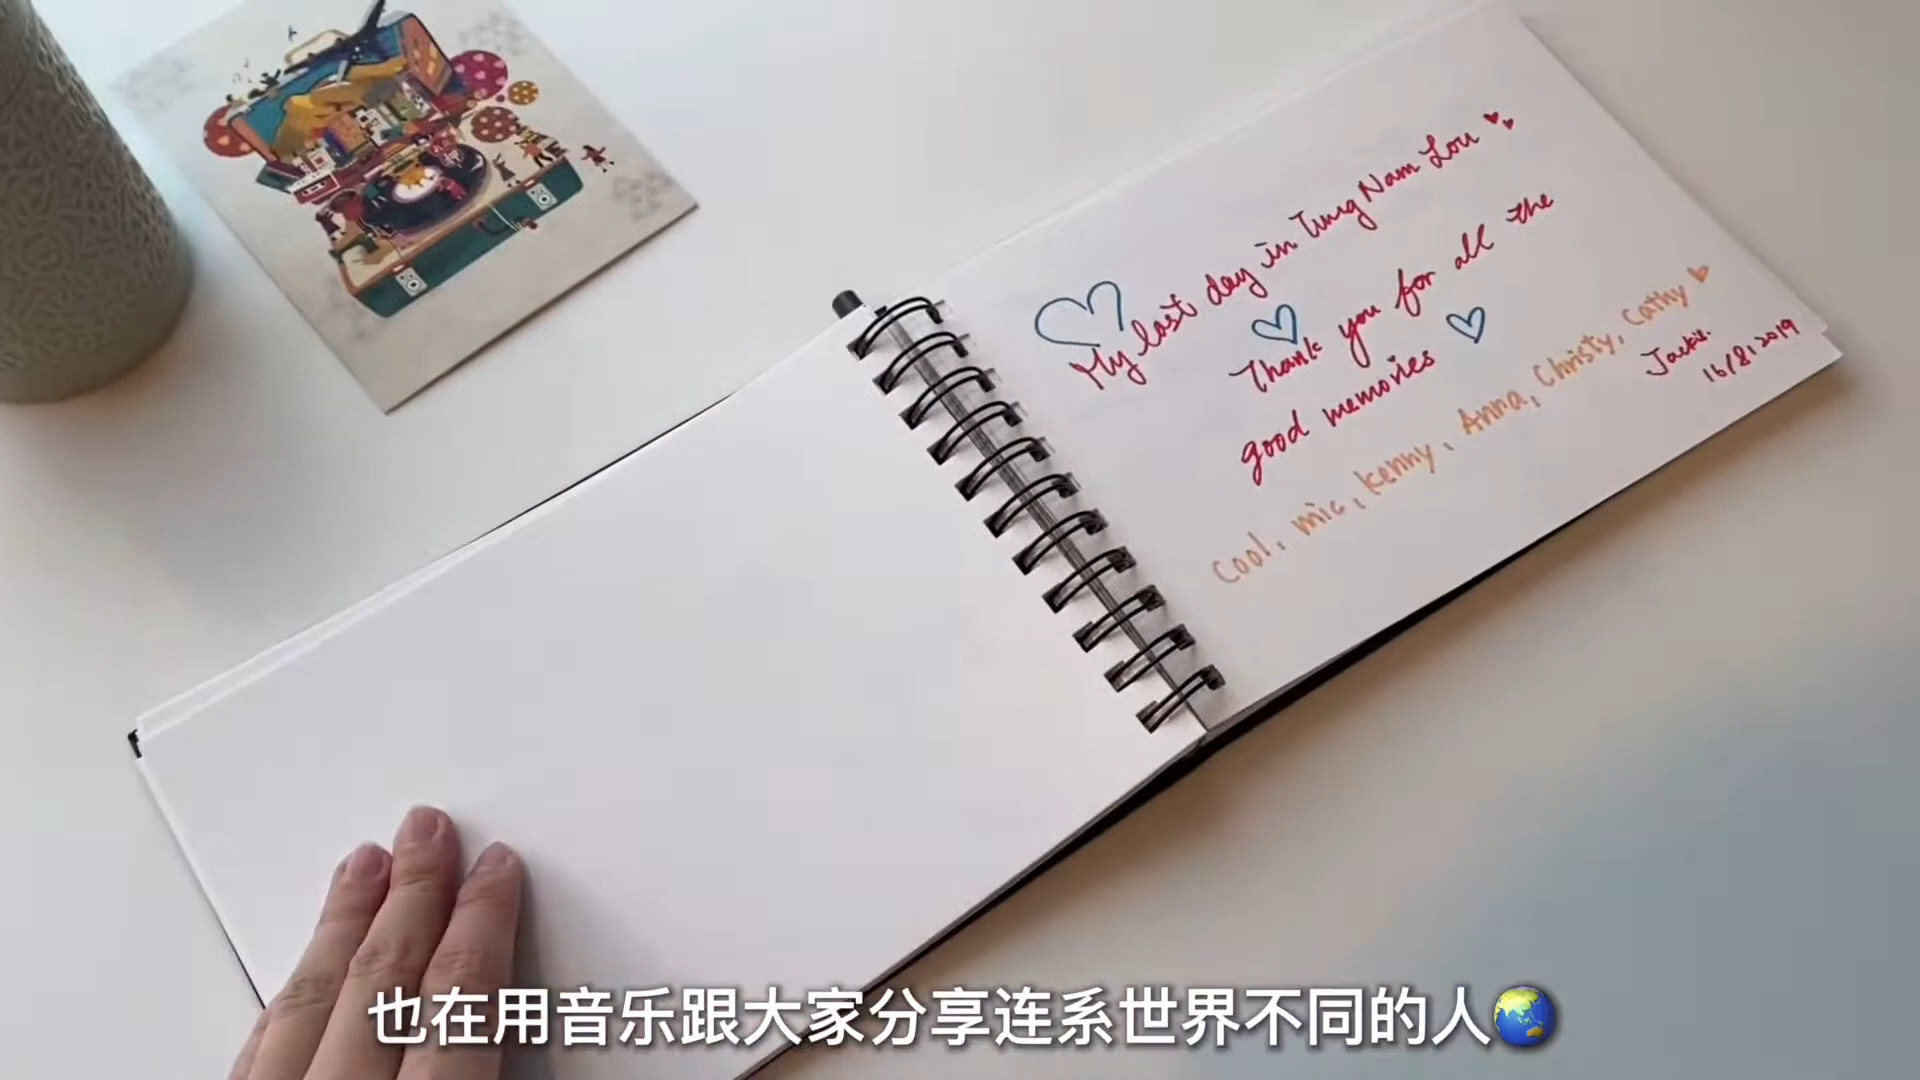 My last day in Tung Nam Lou
Thank you for all the
good memories
Cool, mic, kenny, Anna, Christy, Cathy
Jackie.
16/8/2019
也在用音乐跟大家分享连系世界不同的人🌏